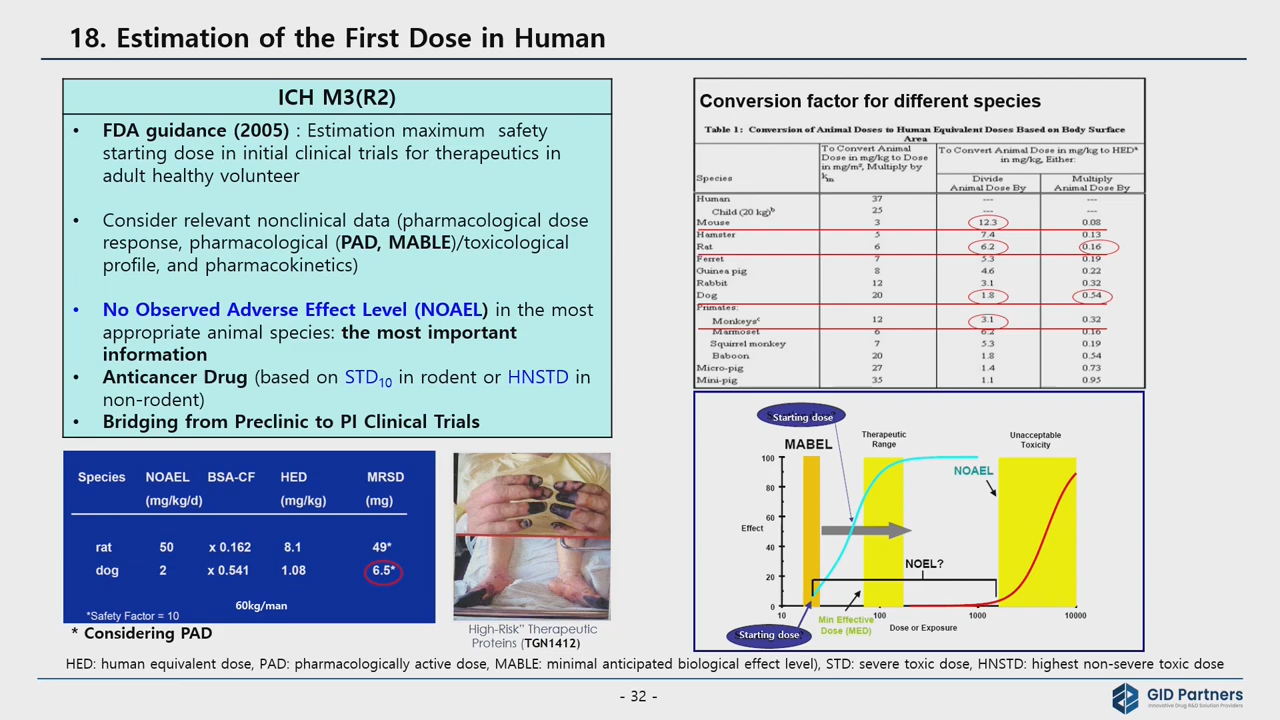 18. Estimation of the First Dose in Human
ICH M3(R2)
• FDA guidance (2005) : Estimation maximum safety
starting dose in initial clinical trials for therapeutics in
adult healthy volunteer
• Consider relevant nonclinical data (pharmacological dose
response, pharmacological (PAD, MABLE)/toxicological
profile, and pharmacokinetics)
• No Observed Adverse Effect Level (NOAEL) in the most
appropriate animal species: the most important
information
• Anticancer Drug (based on STD10 in rodent or HNSTD in
non-rodent)
• Bridging from Preclinic to PI Clinical Trials
Species NOAEL BSA-CF HED MRSD
(mg/kg/d) (mg/kg) (mg)
rat 50 x 0.162 8.1 49*
dog 2 x 0.541 1.08 6.5*
60kg/man
*Safety Factor = 10
* Considering PAD
High-Risk” Therapeutic
Proteins (TGN1412)
Conversion factor for different species
Table 1: Conversion of Animal Doses to Human Equivalent Doses Based on Body Surface
Area
Species
To Convert Animal
Dose in mg/kg to Dose
in mg/m², Multiply by
km
To Convert Animal Dose in mg/kg to HEDa
in mg/kg, Either:
Divide
Animal Dose By
Multiply
Animal Dose By
Human 37 --- ---
Child (20 kg)b 25 --- ---
Mouse 3 12.3 0.08
Hamster 5 7.4 0.13
Rat 6 6.2 0.16
Ferret 7 5.3 0.19
Guinea pig 8 4.6 0.22
Rabbit 12 3.1 0.32
Dog 20 1.8 0.54
Primates:
Monkeysc 12 3.1 0.32
Marmoset 6 6.2 0.16
Squirrel monkey 7 5.3 0.19
Baboon 20 1.8 0.54
Micro-pig 27 1.4 0.73
Mini-pig 35 1.1 0.95
Starting dose
MABEL
Therapeutic
Range
Unacceptable
Toxicity
NOAEL
100
80
60
Effect
40
20
0
NOEL?
10 100 1000 10000
Min Effective
Dose (MED)
Dose or Exposure
Starting dose
HED: human equivalent dose, PAD: pharmacologically active dose, MABLE: minimal anticipated biological effect level), STD: severe toxic dose, HNSTD: highest non-severe toxic dose
- 32 -
GID Partners
Innovative Drug R&D Solution Providers